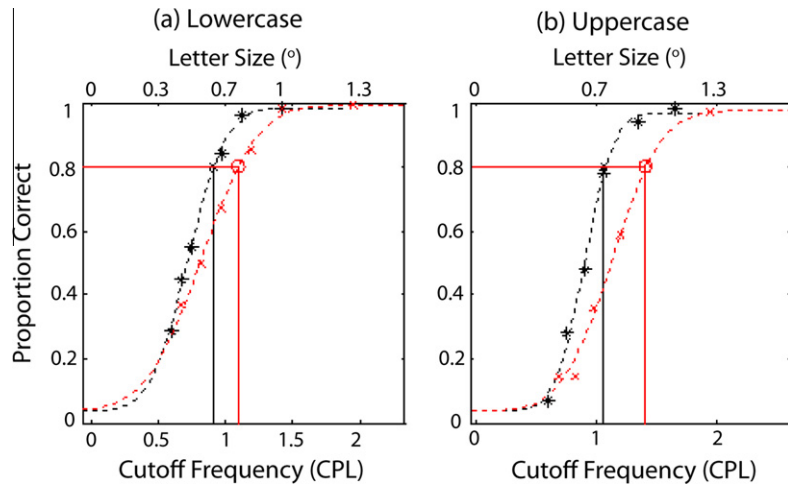 (a) Lowercase
Letter Size (º)
0 0.3 0.7 1 1.3
1
0.8
0.6
0.4
0.2
0
Proportion Correct
0 0.5 1 1.5 2
Cutoff Frequency (CPL)
(b) Uppercase
Letter Size (º)
0 0.7 1.3
1
0.8
0.6
0.4
0.2
0
0 1 2
Cutoff Frequency (CPL)